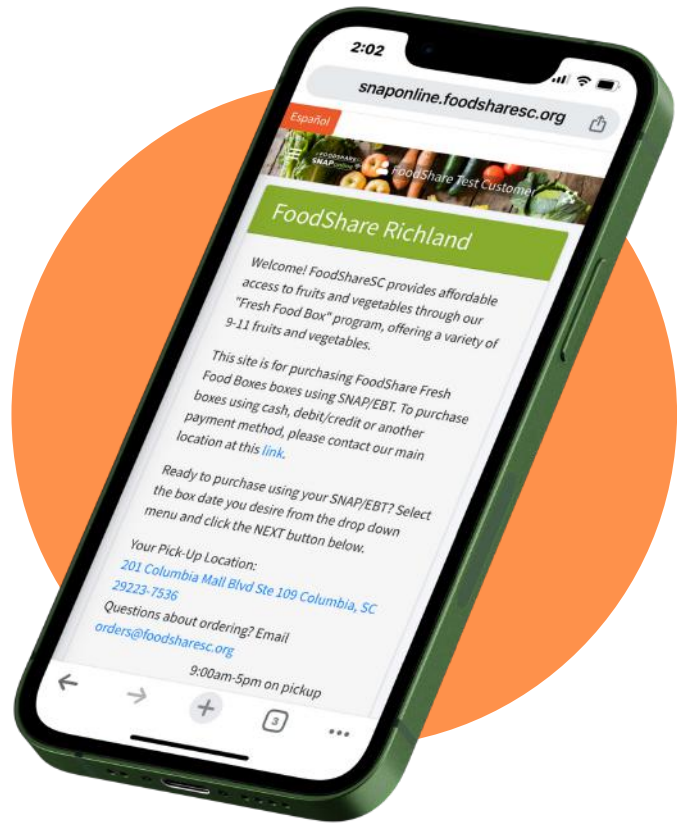 2:02
snaponline.foodsharesc.org
Español
FOODSHARE
SNAP online
FoodShare Test Customer
FoodShare Richland
Welcome! FoodShareSC provides affordable
access to fruits and vegetables through our
"Fresh Food Box" program, offering a variety of
9-11 fruits and vegetables.
This site is for purchasing FoodShare Fresh
Food Boxes boxes using SNAP/EBT. To purchase
boxes using cash, debit/credit or another
payment method, please contact our main
location at this link.
Ready to purchase using your SNAP/EBT? Select
the box date you desire from the drop down
menu and click the NEXT button below.
Your Pick-Up Location:
201 Columbia Mall Blvd Ste 109 Columbia, SC
29223-7536
Questions about ordering? Email
orders@foodsharesc.org
9:00am-5pm on pickup
3